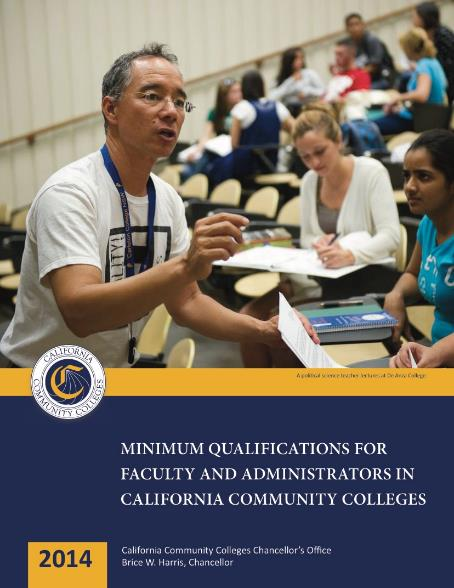 A political science teacher lectures at De Anza College
CALIFORNIA
COMMUNITY COLLEGES
C
MINIMUM QUALIFICATIONS FOR
FACULTY AND ADMINISTRATORS IN
CALIFORNIA COMMUNITY COLLEGES
2014
California Community Colleges Chancellor's Office
Brice W. Harris, Chancellor